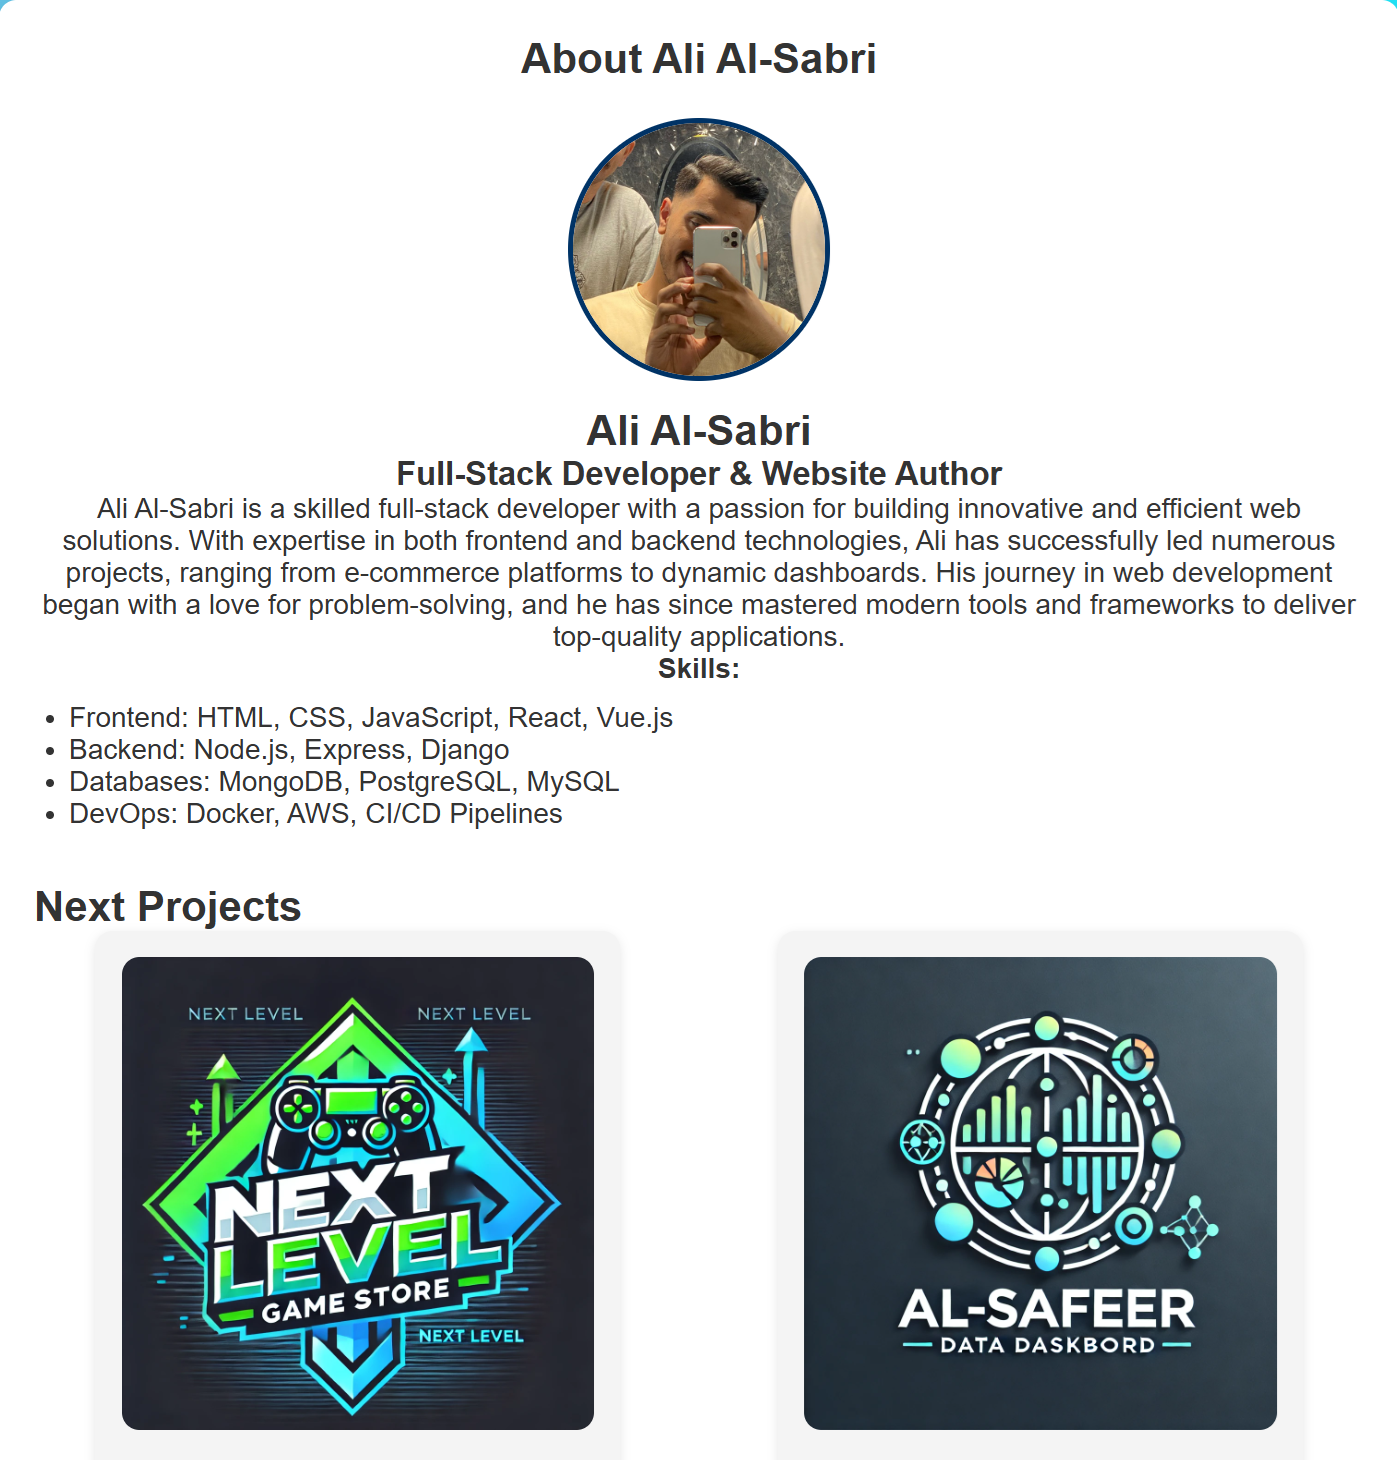 About Ali Al-Sabri
Ali Al-Sabri
Full-Stack Developer & Website Author
Ali Al-Sabri is a skilled full-stack developer with a passion for building innovative and efficient web
solutions. With expertise in both frontend and backend technologies, Ali has successfully led numerous
projects, ranging from e-commerce platforms to dynamic dashboards. His journey in web development
began with a love for problem-solving, and he has since mastered modern tools and frameworks to deliver
top-quality applications.
Skills:
• Frontend: HTML, CSS, JavaScript, React, Vue.js
• Backend: Node.js, Express, Django
• Databases: MongoDB, PostgreSQL, MySQL
• DevOps: Docker, AWS, CI/CD Pipelines
Next Projects
NEXT LEVEL
NEXT LEVEL
NEXT
LEVEL
GAME STORE
NEXT LEVEL
AL-SAFEER
DATA DASKBORD